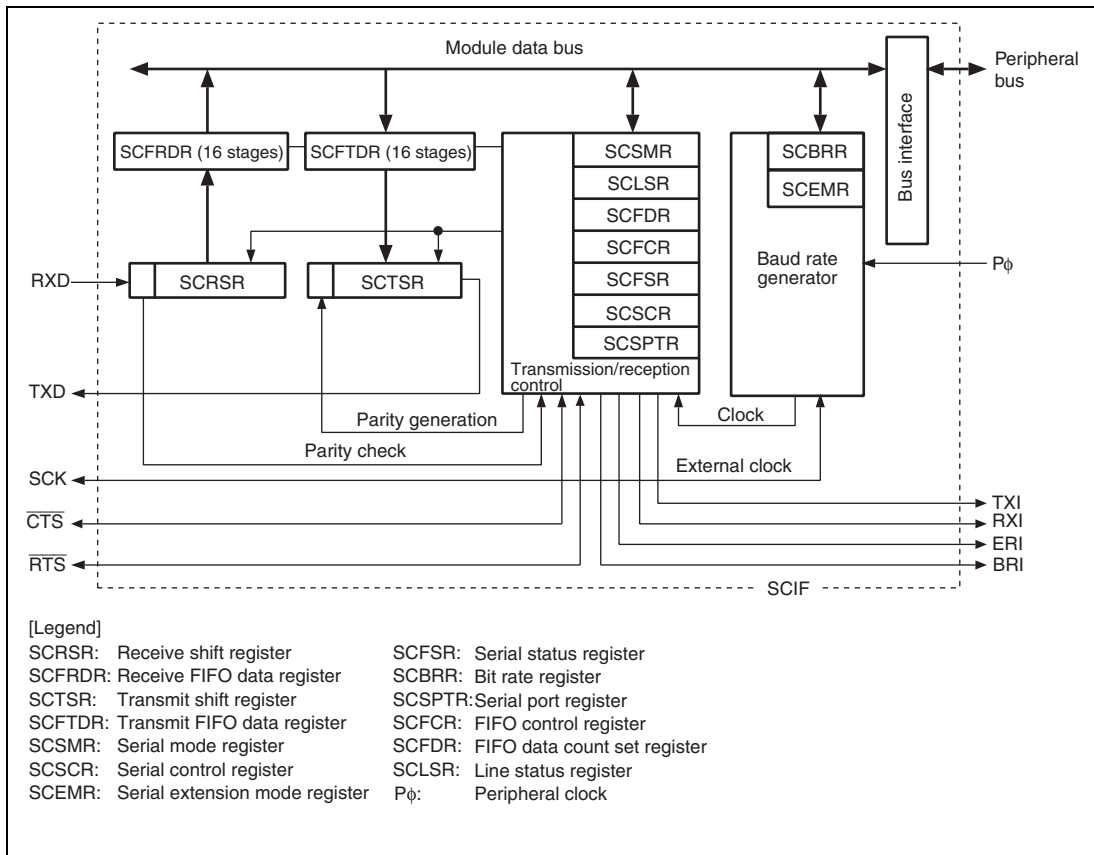 Module data bus
Peripheral
bus
Bus interface
SCFRDR (16 stages)
SCFTDR (16 stages)
SCSMR
SCLSR
SCFDR
SCFCR
SCFSR
SCSCR
SCSPTR
Transmission/reception
control
SCBRR
SCEMR
Baud rate
generator
Pϕ
RXD
SCRSR
SCTSR
TXD
Parity generation
Clock
Parity check
SCK
External clock
CTS
RTS
TXI
RXI
ERI
BRI
SCIF
[Legend]
SCRSR: Receive shift register
SCFRDR: Receive FIFO data register
SCTSR: Transmit shift register
SCFTDR: Transmit FIFO data register
SCSMR: Serial mode register
SCSCR: Serial control register
SCEMR: Serial extension mode register
SCFSR: Serial status register
SCBRR: Bit rate register
SCSPTR: Serial port register
SCFCR: FIFO control register
SCFDR: FIFO data count set register
SCLSR: Line status register
Pϕ: Peripheral clock